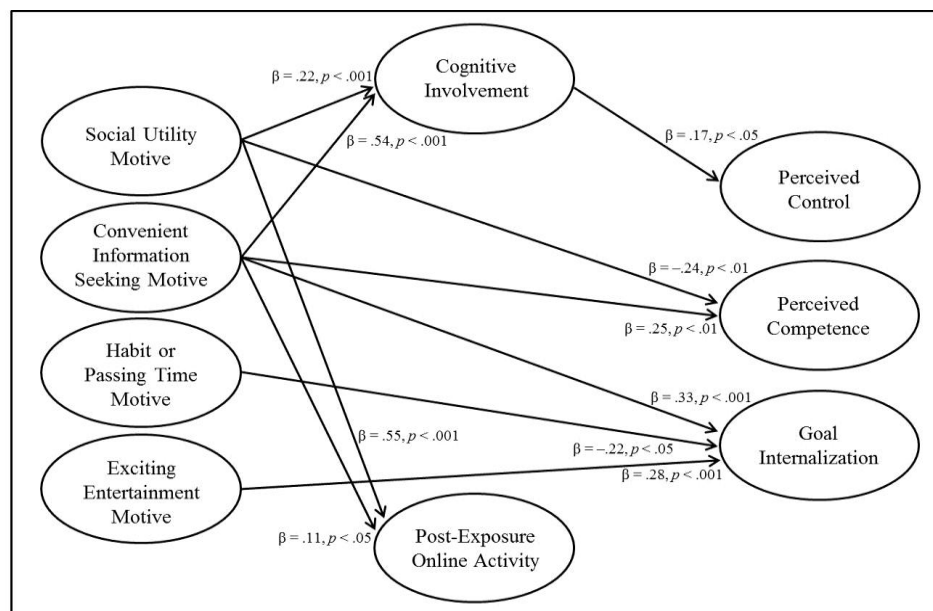 Cognitive
Involvement
β = .22, p < .001
Social Utility
Motive
β = .54, p < .001
β = .17, p < .05
Perceived
Control
Convenient
Information
Seeking Motive
β = –.24, p < .01
Perceived
Competence
β = .25, p < .01
Habit or
Passing Time
Motive
β = .33, p < .001
Goal
Internalization
β = –.22, p < .05
β = .28, p < .001
β = .55, p < .001
Exciting
Entertainment
Motive
β = .11, p < .05
Post-Exposure
Online Activity